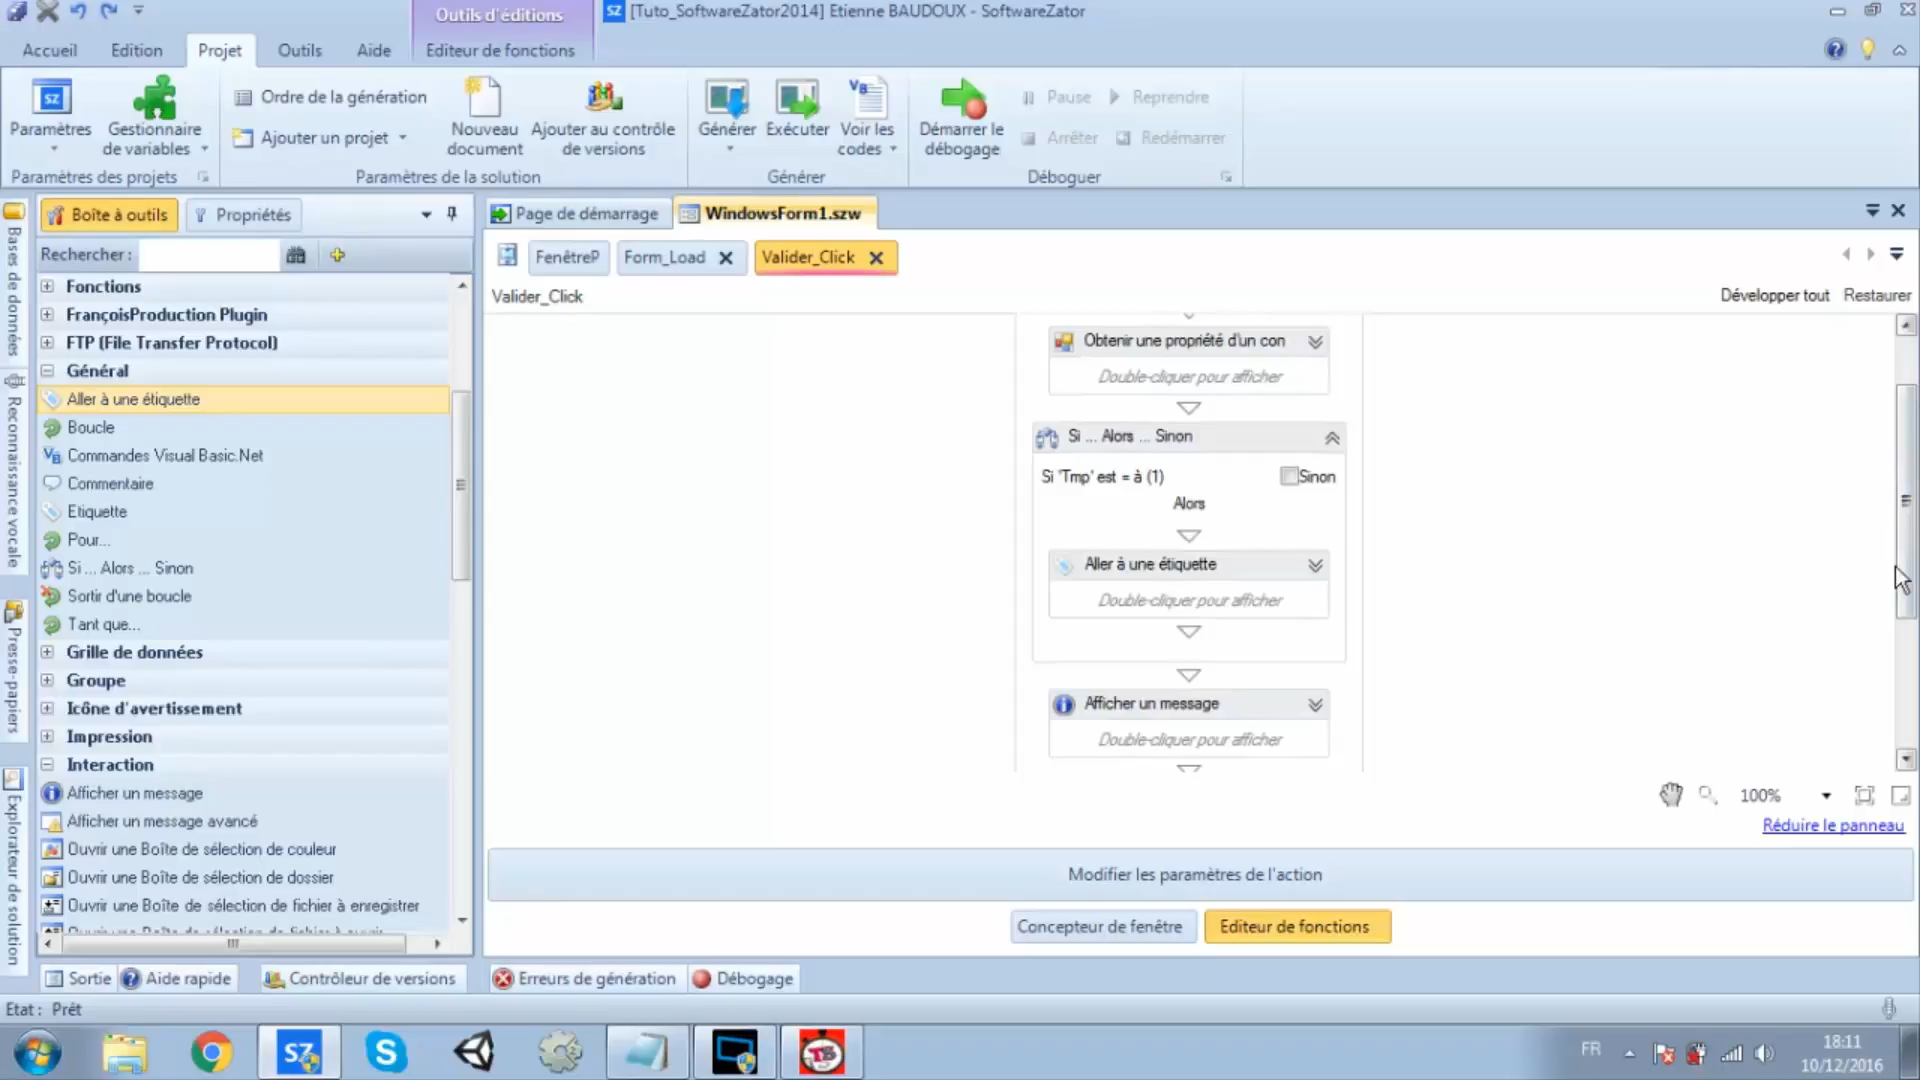 Outils d'éditions
SZ [Tuto_SoftwareZator2014] Etienne BAUDOUX - SoftwareZator
Accueil Edition Projet Outils Aide Editeur de fonctions
Paramètres
Gestionnaire de variables
Ordre de la génération
Ajouter un projet
Nouveau document
Ajouter au contrôle de versions
Générer
Exécuter
Voir les codes
Démarrer le débogage
Pause Reprendre
Arrêter Redémarrer
Paramètres des projets Paramètres de la solution Générer Déboguer
Bases de données
Reconnaissance vocale
Presse-papiers
Explorateur de solution
Boîte à outils Propriétés
Rechercher :
Fonctions
FrançoisProduction Plugin
FTP (File Transfer Protocol)
Général
Aller à une étiquette
Boucle
Commandes Visual Basic.Net
Commentaire
Etiquette
Pour...
Si ... Alors ... Sinon
Sortir d'une boucle
Tant que...
Grille de données
Groupe
Icône d'avertissement
Impression
Interaction
Afficher un message
Afficher un message avancé
Ouvrir une Boîte de sélection de couleur
Ouvrir une Boîte de sélection de dossier
Ouvrir une Boîte de sélection de fichier à enregistrer
Page de démarrage WindowsForm1.szw
FenêtreP Form_Load Valider_Click
Valider_Click Développer tout Restaurer
Obtenir une propriété d'un con
Double-cliquer pour afficher
Si ... Alors ... Sinon
Si 'Tmp' est = à (1) Sinon
Alors
Aller à une étiquette
Double-cliquer pour afficher
Afficher un message
Double-cliquer pour afficher
100%
Réduire le panneau
Modifier les paramètres de l'action
Concepteur de fenêtre Editeur de fonctions
Sortie Aide rapide Contrôleur de versions Erreurs de génération Débogage
Etat : Prêt
SZ
FR
18:11
10/12/2016